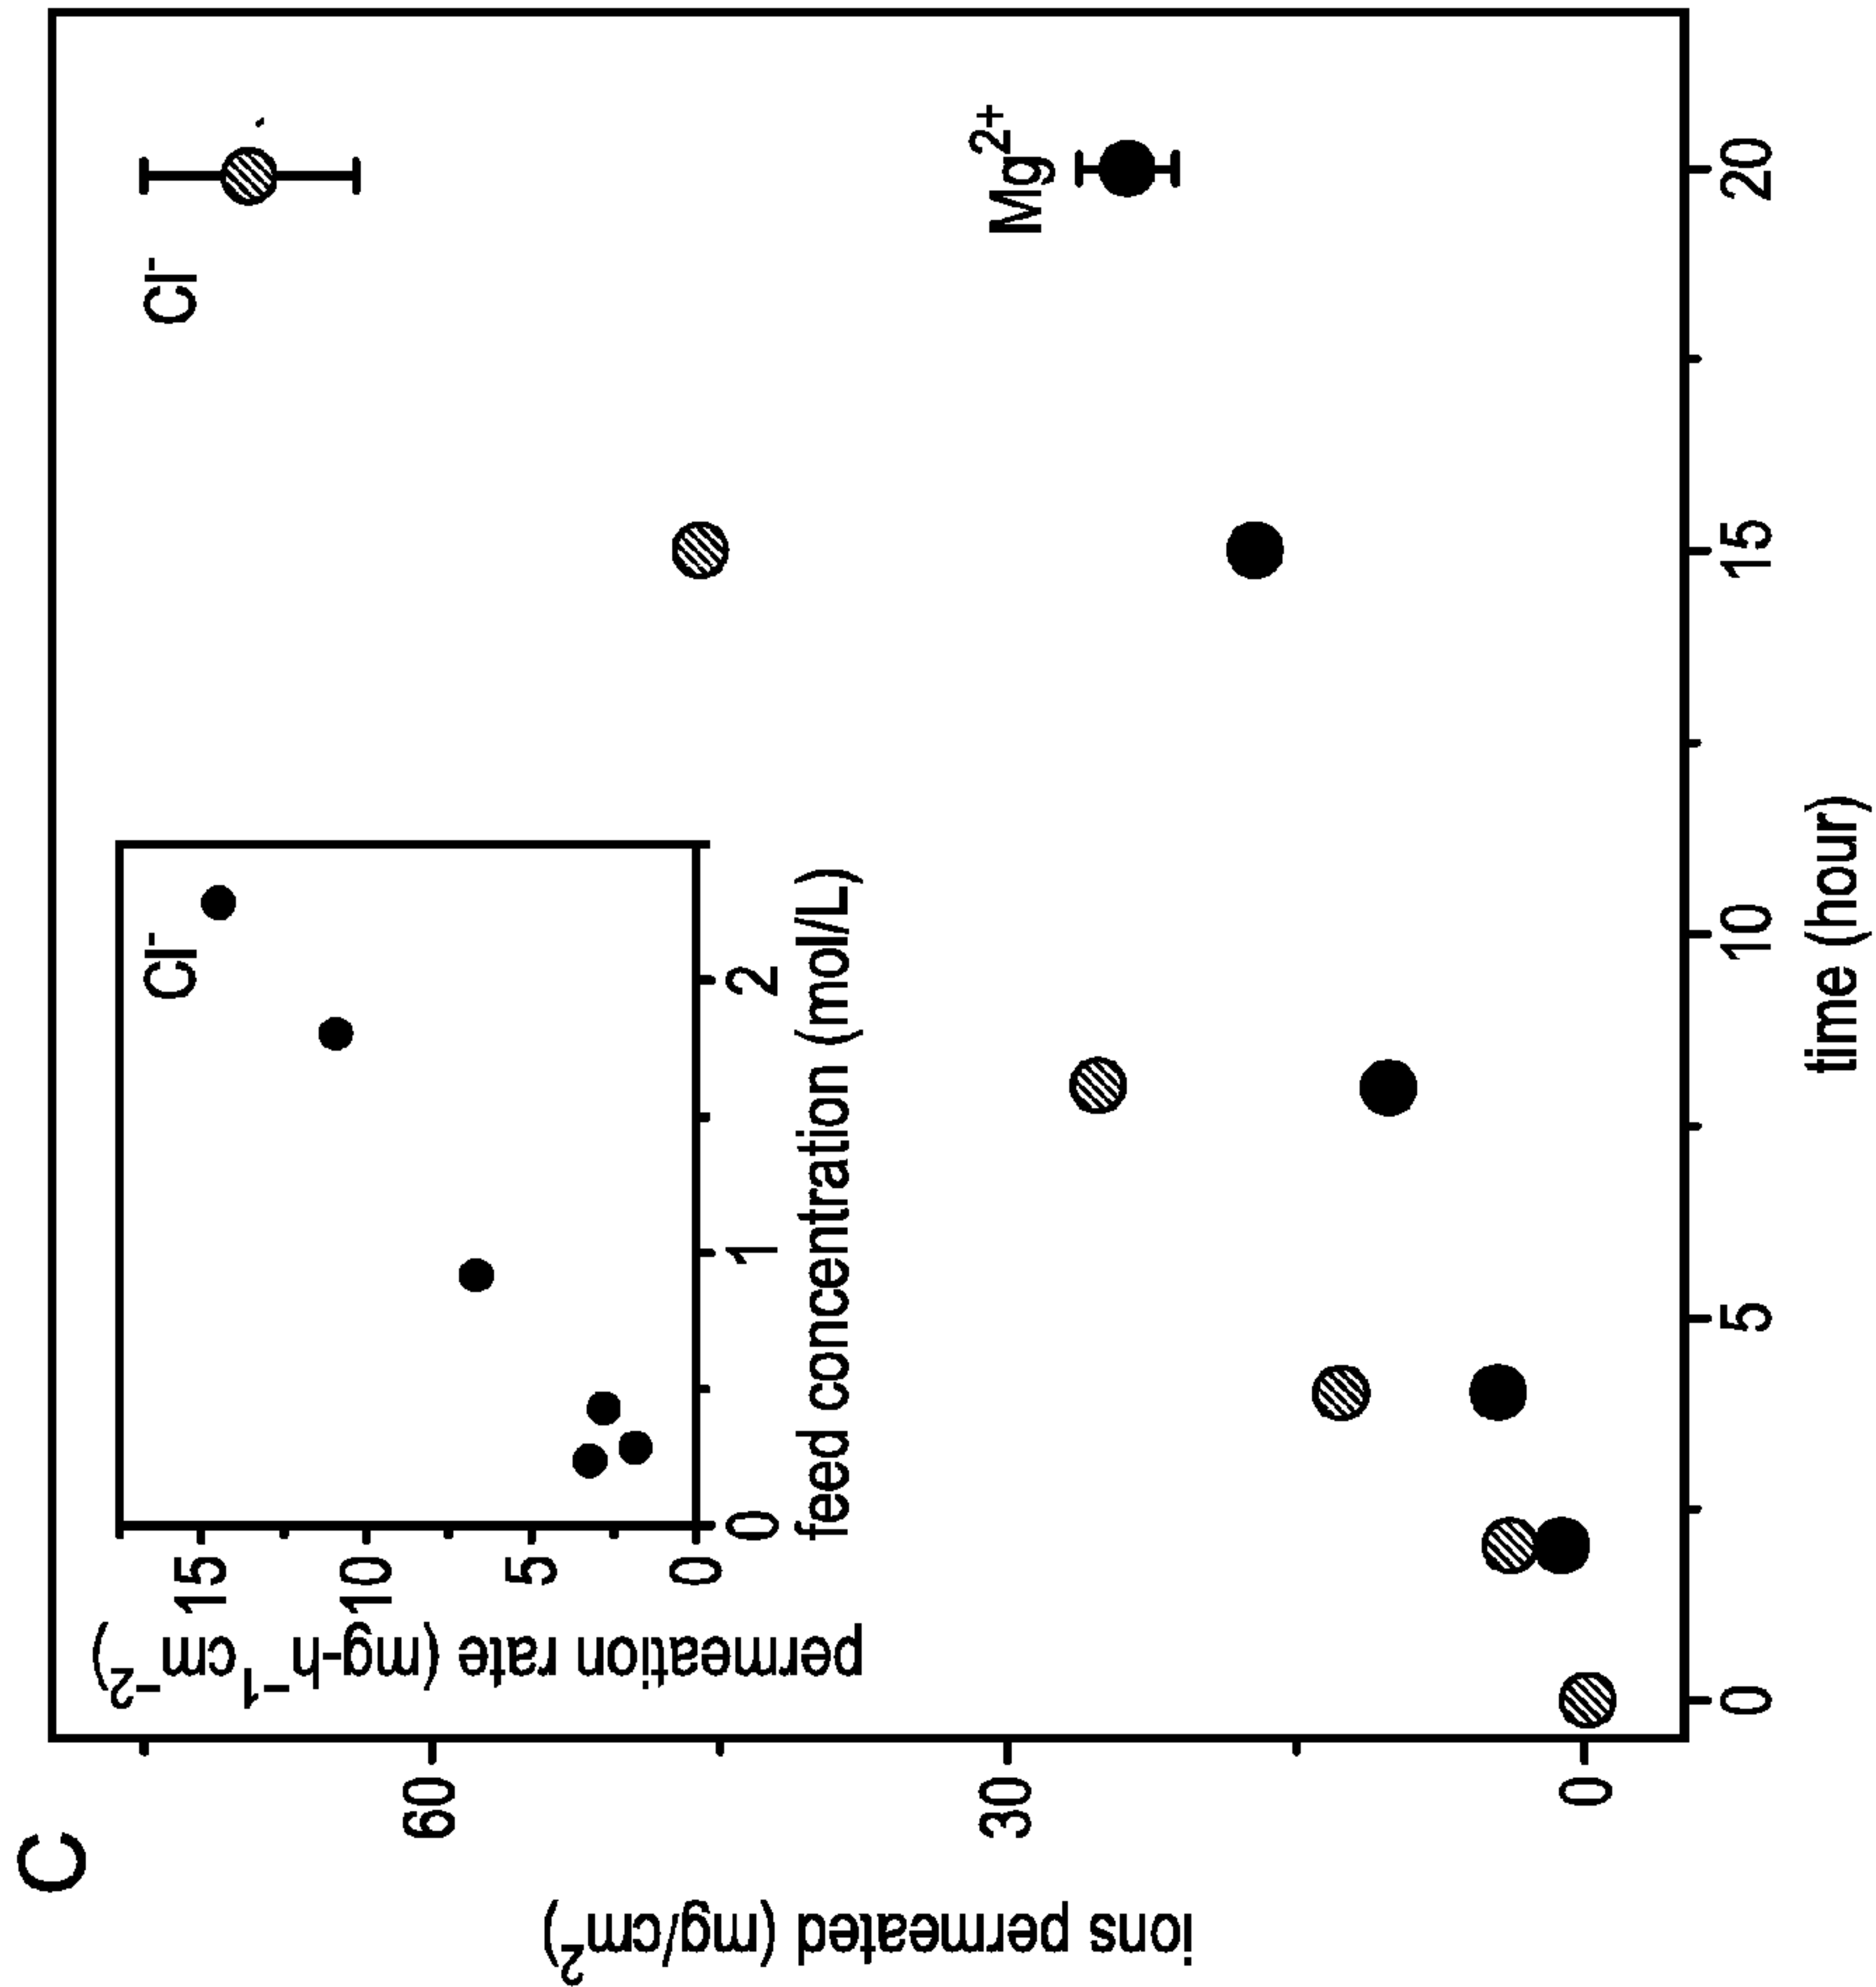 C
ions permeated (mg/cm²)
60
30
0
permeation rate (mg-h⁻¹cm⁻²)
15
10
5
0
Cl⁻
0
1
2
feed concentration (mol/L)
Cl⁻
Mg²⁺
0
5
10
15
20
time (hour)